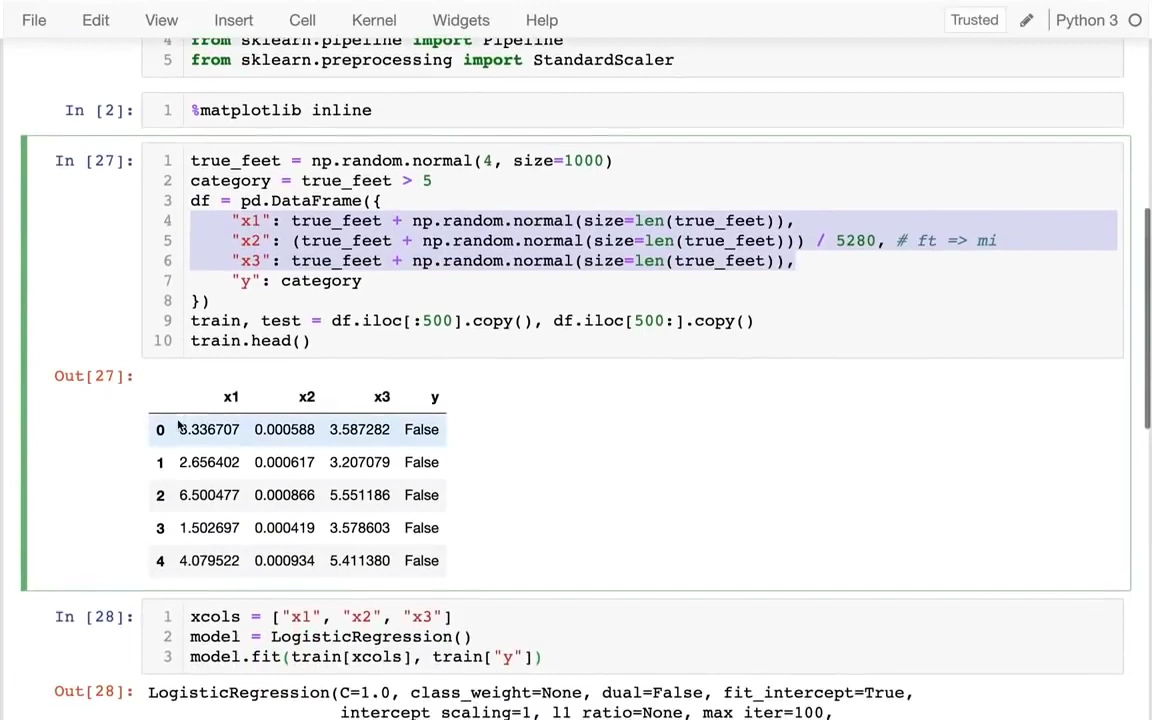 File Edit View Insert Cell Kernel Widgets Help Trusted Python 3
4 from sklearn.pipeline import Pipeline
5 from sklearn.preprocessing import StandardScaler
In [2]: 1 %matplotlib inline
In [27]: 1 true_feet = np.random.normal(4, size=1000)
2 category = true_feet > 5
3 df = pd.DataFrame({
4 "x1": true_feet + np.random.normal(size=len(true_feet)),
5 "x2": (true_feet + np.random.normal(size=len(true_feet))) / 5280, # ft => mi
6 "x3": true_feet + np.random.normal(size=len(true_feet)),
7 "y": category
8 })
9 train, test = df.iloc[:500].copy(), df.iloc[500:].copy()
10 train.head()
Out[27]:
x1 x2 x3 y
0 3.336707 0.000588 3.587282 False
1 2.656402 0.000617 3.207079 False
2 6.500477 0.000866 5.551186 False
3 1.502697 0.000419 3.578603 False
4 4.079522 0.000934 5.411380 False
In [28]: 1 xcols = ["x1", "x2", "x3"]
2 model = LogisticRegression()
3 model.fit(train[xcols], train["y"])
Out[28]: LogisticRegression(C=1.0, class_weight=None, dual=False, fit_intercept=True,
intercept_scaling=1, l1_ratio=None, max_iter=100,